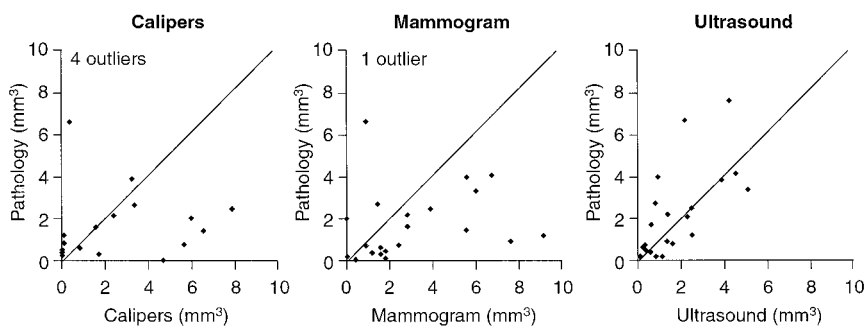 Calipers
Pathology (mm³)
10
8
6
4
2
0
4 outliers
0 2 4 6 8 10
Calipers (mm³)
Mammogram
Pathology (mm³)
10
8
6
4
2
0
1 outlier
0 2 4 6 8 10
Mammogram (mm³)
Ultrasound
Pathology (mm³)
10
8
6
4
2
0
0 2 4 6 8 10
Ultrasound (mm³)